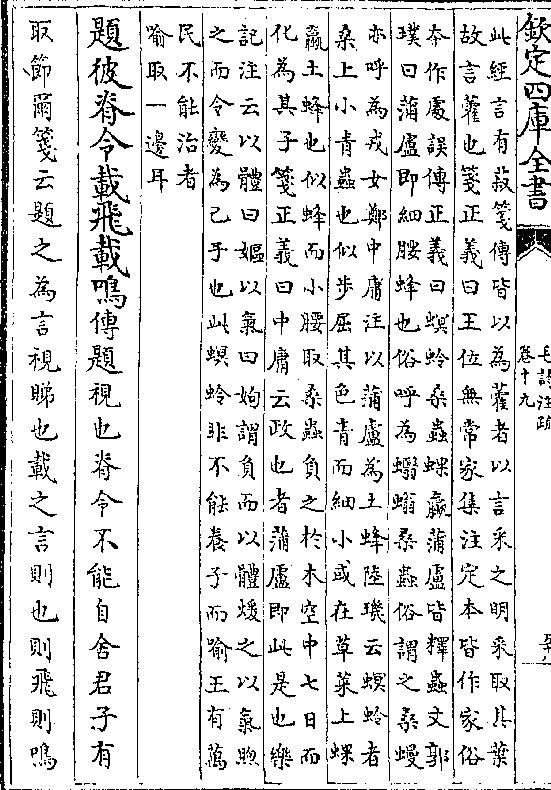 欽定四庫全書
毛詩注疏
卷十九
此經言有菽箋傳皆以為藿者以言采之明采取其葉
故言藿也箋正義曰王位無常家集注定本皆作家俗
本作處誤傳正義曰螟蛉桑蟲蜾蠃蒲盧皆釋蟲文郭
璞曰蒲盧即細腰蜂也俗呼為蠮螉桑蟲俗謂之桑蟃
亦呼為戎女鄭中庸注以蒲盧為土蜂陸璣云螟蛉者
桑上小青蟲也似步屈其色青而細小或在草菜上蜾
蠃土蜂也似蜂而小腰取桑蟲負之於木空中七日而
化為其子箋正義曰中庸云政也者蒲盧即此是也樂
記注云以體曰嫗以氣曰煦謂負而以體煖之以氣煦
之而令變為己子也此螟蛉非不能養子而喻王有萬
民不能治者
喻取一邊耳
題彼脊令載飛載鳴傳題視也脊令不能自舍君子有
取節爾箋云題之為言視睇也載之言則也則飛則鳴